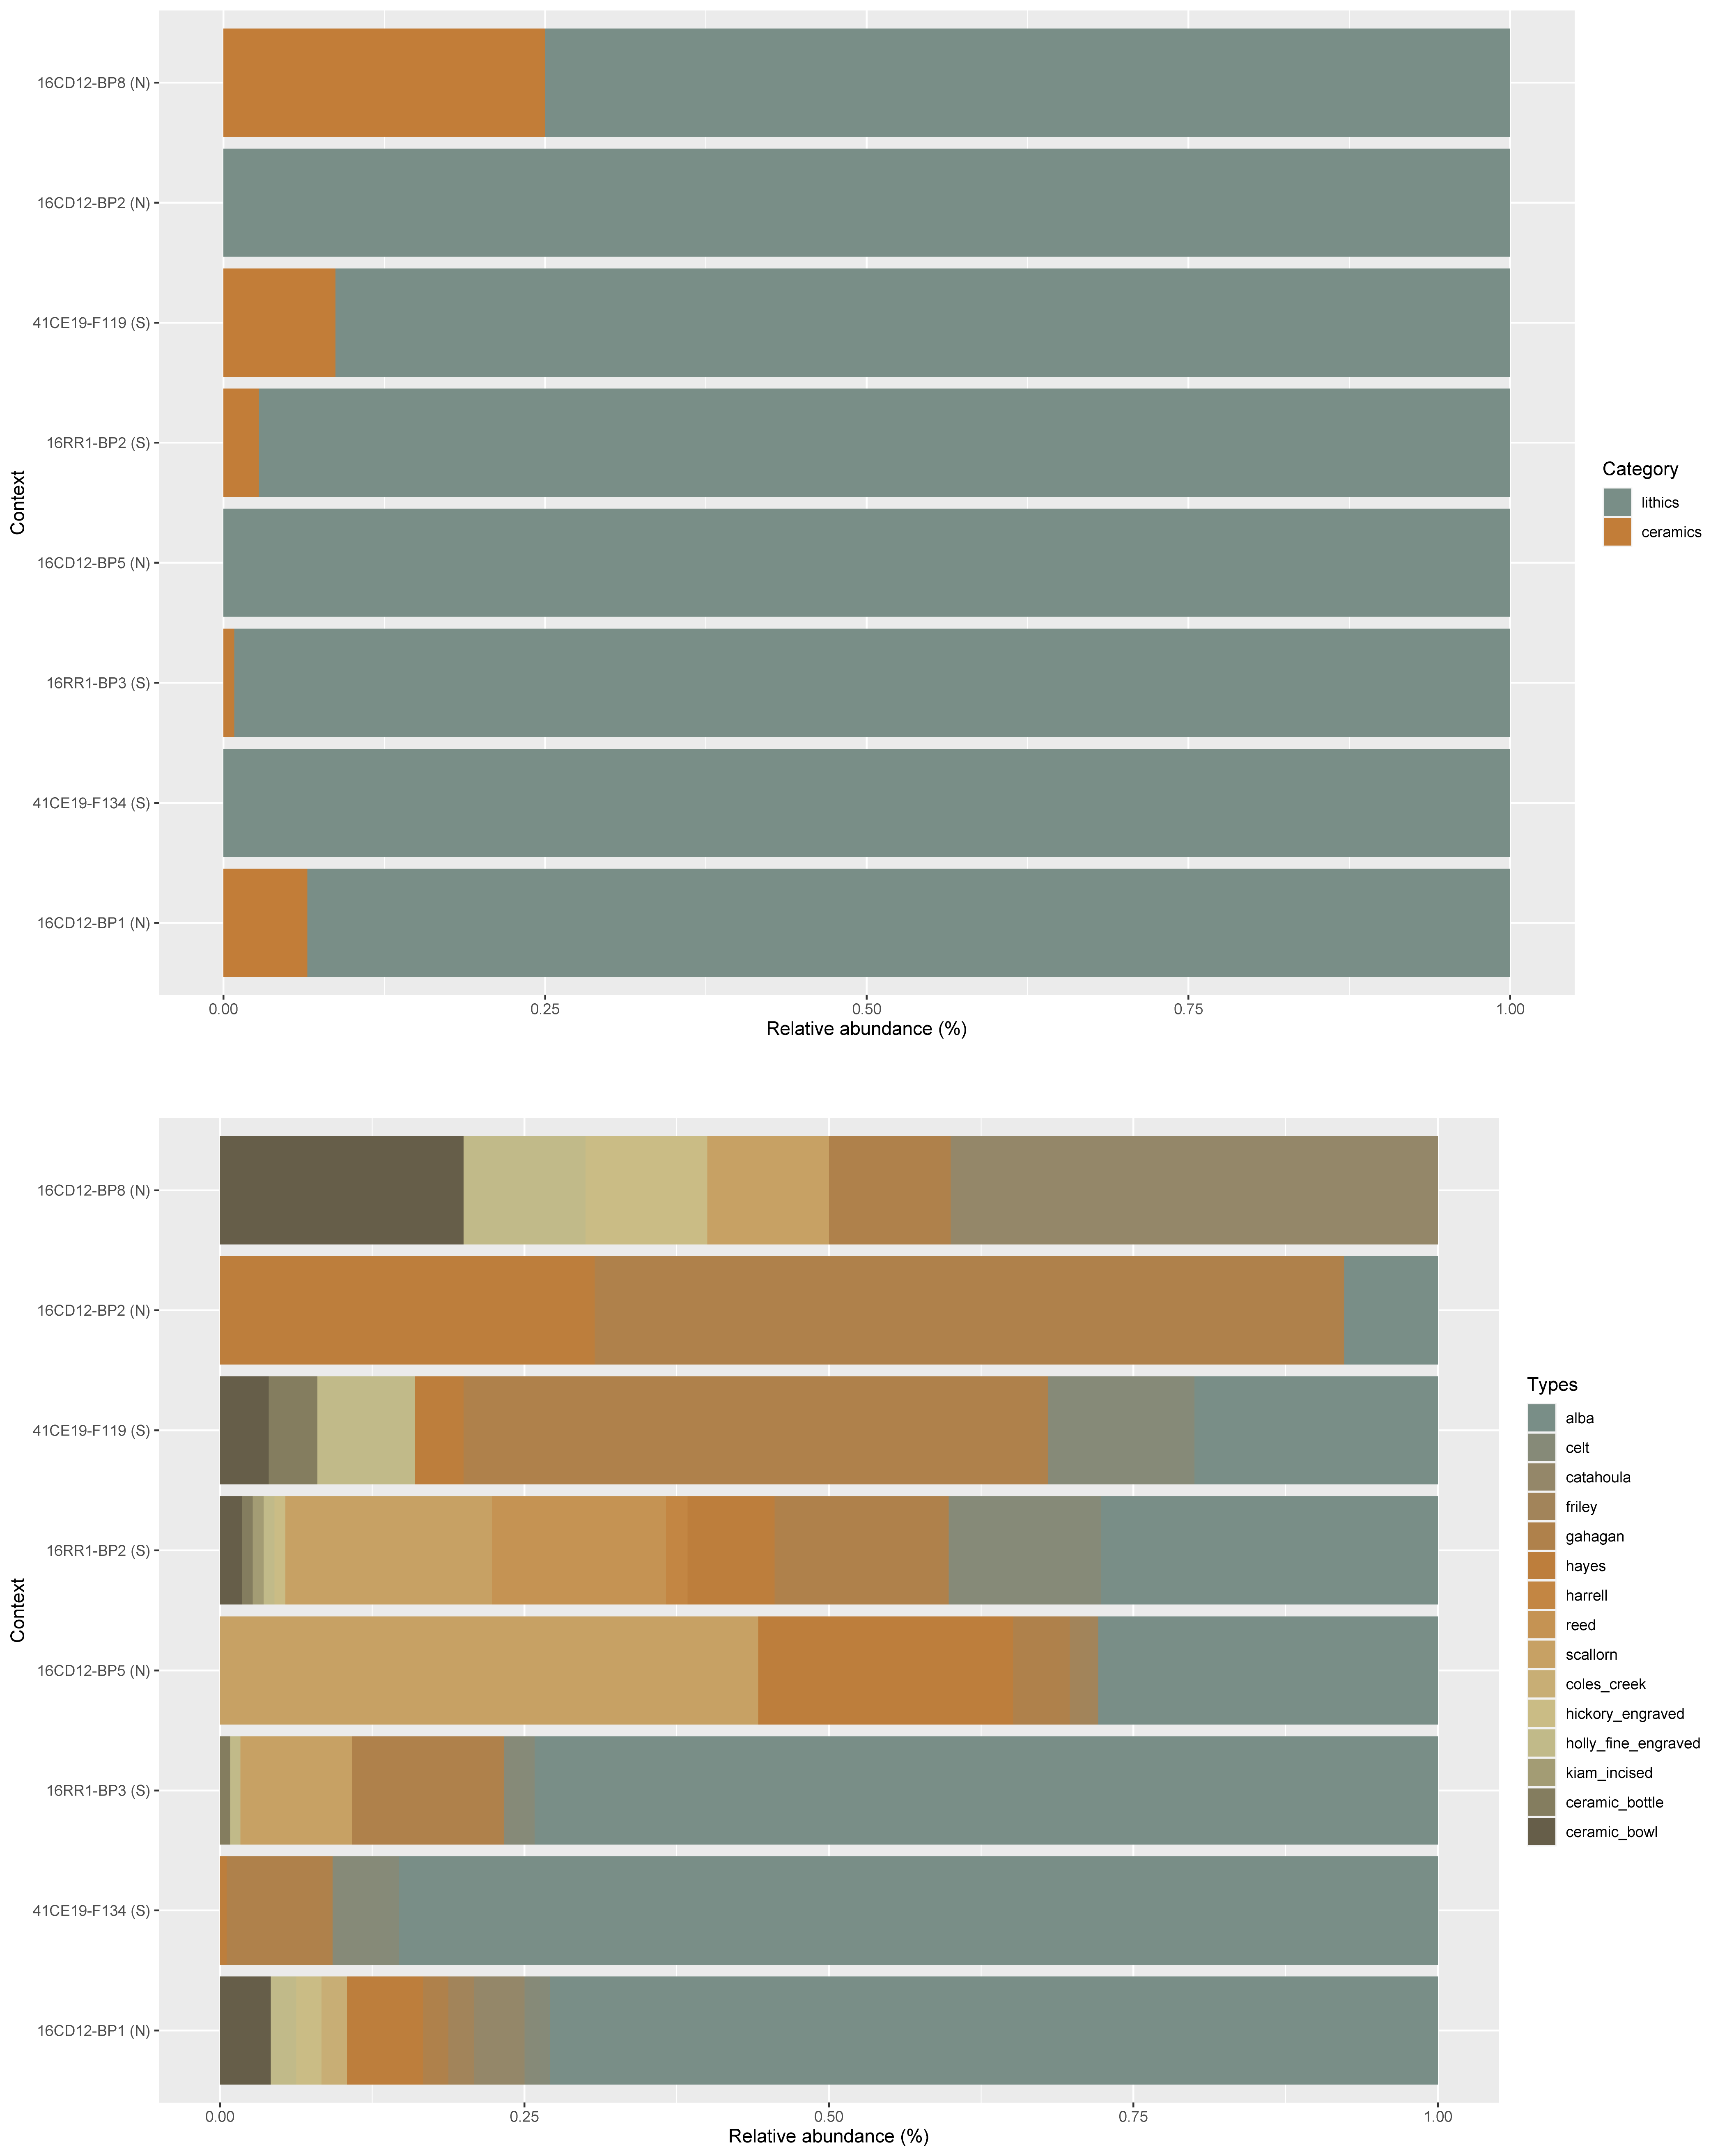 16CD12-BP8 (N)
16CD12-BP2 (N)
41CE19-F119 (S)
16RR1-BP2 (S)
16CD12-BP5 (N)
16RR1-BP3 (S)
41CE19-F134 (S)
16CD12-BP1 (N)
Context
0.00 0.25 0.50 0.75 1.00
Relative abundance (%)
Category
lithics
ceramics
16CD12-BP8 (N)
16CD12-BP2 (N)
41CE19-F119 (S)
16RR1-BP2 (S)
16CD12-BP5 (N)
16RR1-BP3 (S)
41CE19-F134 (S)
16CD12-BP1 (N)
Context
0.00 0.25 0.50 0.75 1.00
Relative abundance (%)
Types
alba
celt
catahoula
friley
gahagan
hayes
harrell
reed
scallorn
coles_creek
hickory_engraved
holly_fine_engraved
kiam_incised
ceramic_bottle
ceramic_bowl